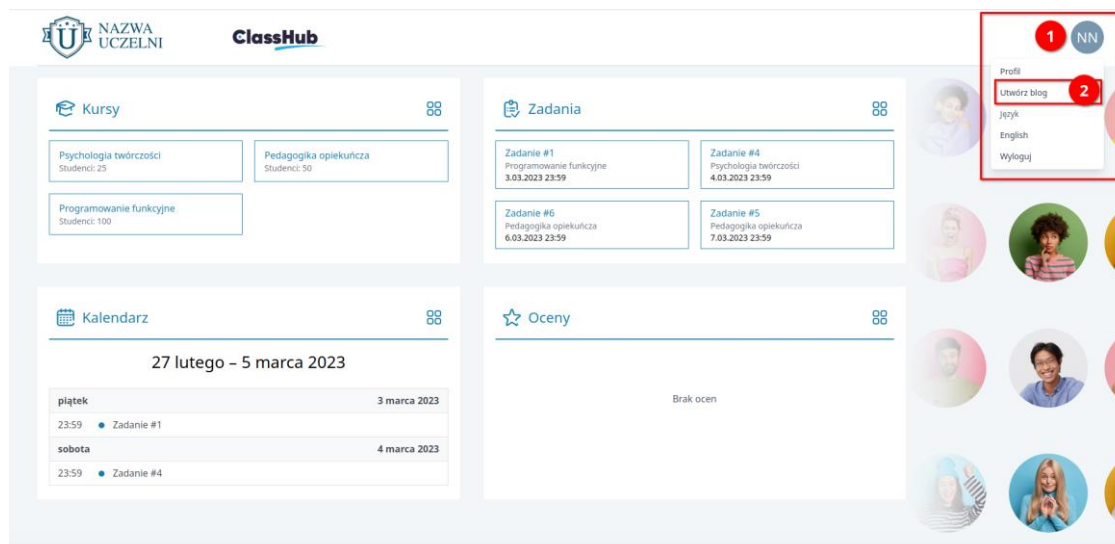 NAZWA
UCZELNI
ClassHub
1
NN
Profil
Utwórz blog
2
Język
English
Wyloguj
Kursy
Psychologia twórczości
Studenci: 25
Pedagogika opiekuńcza
Studenci: 50
Programowanie funkcyjne
Studenci: 100
Zadania
Zadanie #1
Programowanie funkcyjne
3.03.2023 23:59
Zadanie #4
Psychologia twórczości
4.03.2023 23:59
Zadanie #6
Pedagogika opiekuńcza
6.03.2023 23:59
Zadanie #5
Pedagogika opiekuńcza
7.03.2023 23:59
Kalendarz
27 lutego – 5 marca 2023
piątek 3 marca 2023
23:59 Zadanie #1
sobota 4 marca 2023
23:59 Zadanie #4
Oceny
Brak ocen